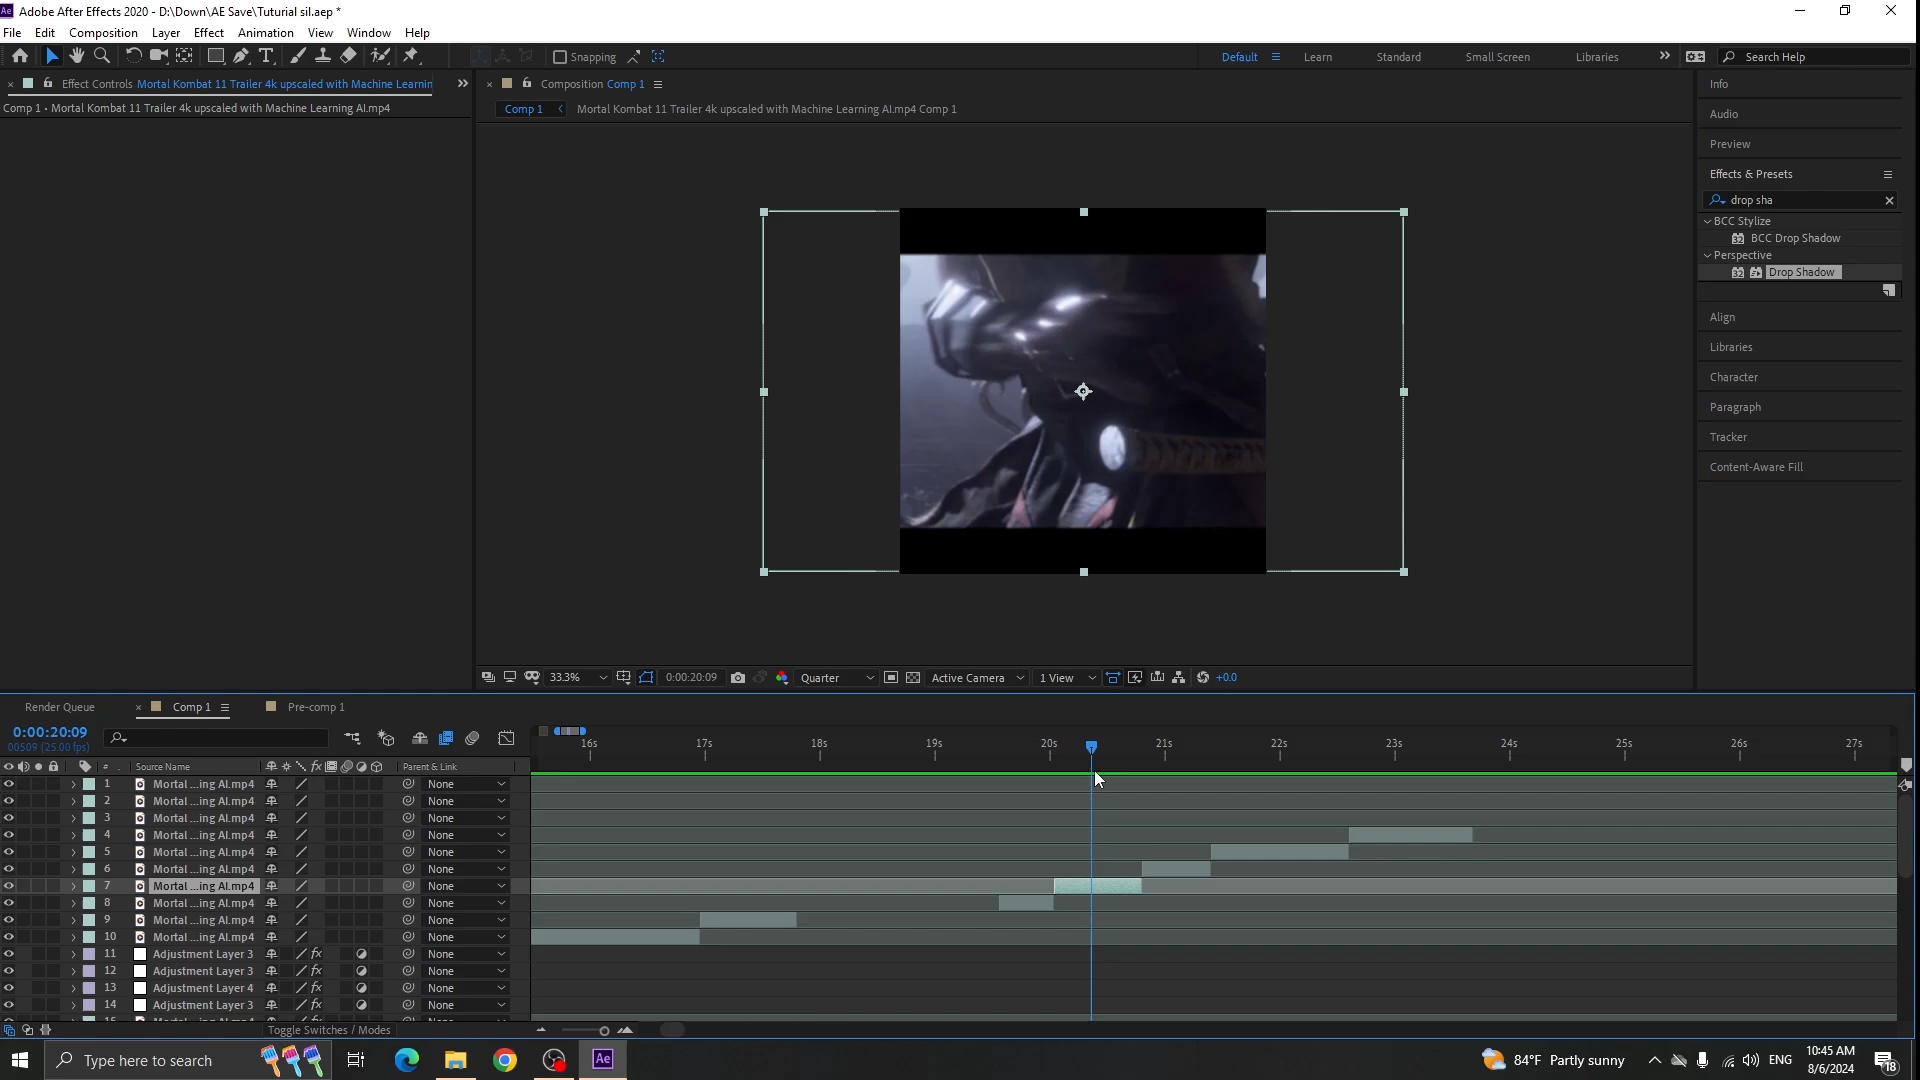 Ae Adobe After Effects 2020 - D:\Down\AE Save\Tuturial sil.aep *
File Edit Composition Layer Effect Animation View Window Help
Snapping
Default Learn Standard Small Screen Libraries Search Help
Effect Controls Mortal Kombat 11 Trailer 4k upscaled with Machine Learnin
Comp 1 • Mortal Kombat 11 Trailer 4k upscaled with Machine Learning AI.mp4
Composition Comp 1
Comp 1 Mortal Kombat 11 Trailer 4k upscaled with Machine Learning AI.mp4 Comp 1
Info
Audio
Preview
Effects & Presets
drop sha
BCC Stylize
BCC Drop Shadow
Perspective
Drop Shadow
Align
Libraries
Character
Paragraph
Tracker
Content-Aware Fill
33.3% 0:00:20:09 Quarter Active Camera 1 View +0.0
Render Queue Comp 1 Pre-comp 1
0:00:20:09
00509 (25.00 fps)
16s 17s 18s 19s 20s 21s 22s 23s 24s 25s 26s 27s
# Source Name Parent & Link
1 Mortal ...ing AI.mp4 None
2 Mortal ...ing AI.mp4 None
3 Mortal ...ing AI.mp4 None
4 Mortal ...ing AI.mp4 None
5 Mortal ...ing AI.mp4 None
6 Mortal ...ing AI.mp4 None
7 Mortal ...ing AI.mp4 None
8 Mortal ...ing AI.mp4 None
9 Mortal ...ing AI.mp4 None
10 Mortal ...ing AI.mp4 None
11 Adjustment Layer 3 fx None
12 Adjustment Layer 3 fx None
13 Adjustment Layer 4 fx None
14 Adjustment Layer 3 fx None
Toggle Switches / Modes
Type here to search
Ae
84°F Partly sunny
ENG
10:45 AM
8/6/2024
18